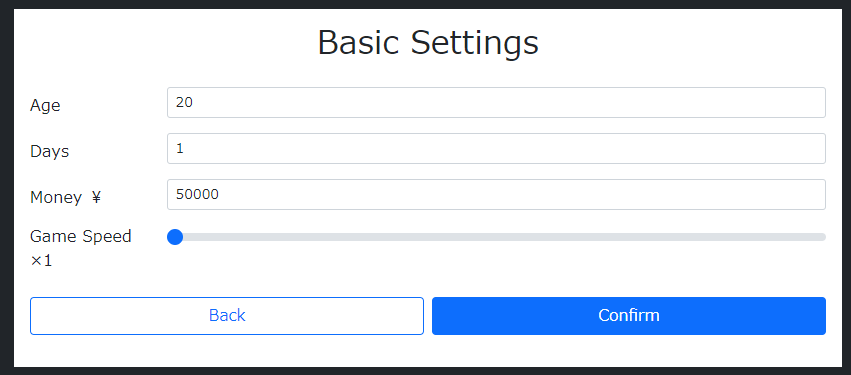 Basic Settings
Age
20
Days
1
Money ¥
50000
Game Speed
×1
Back
Confirm